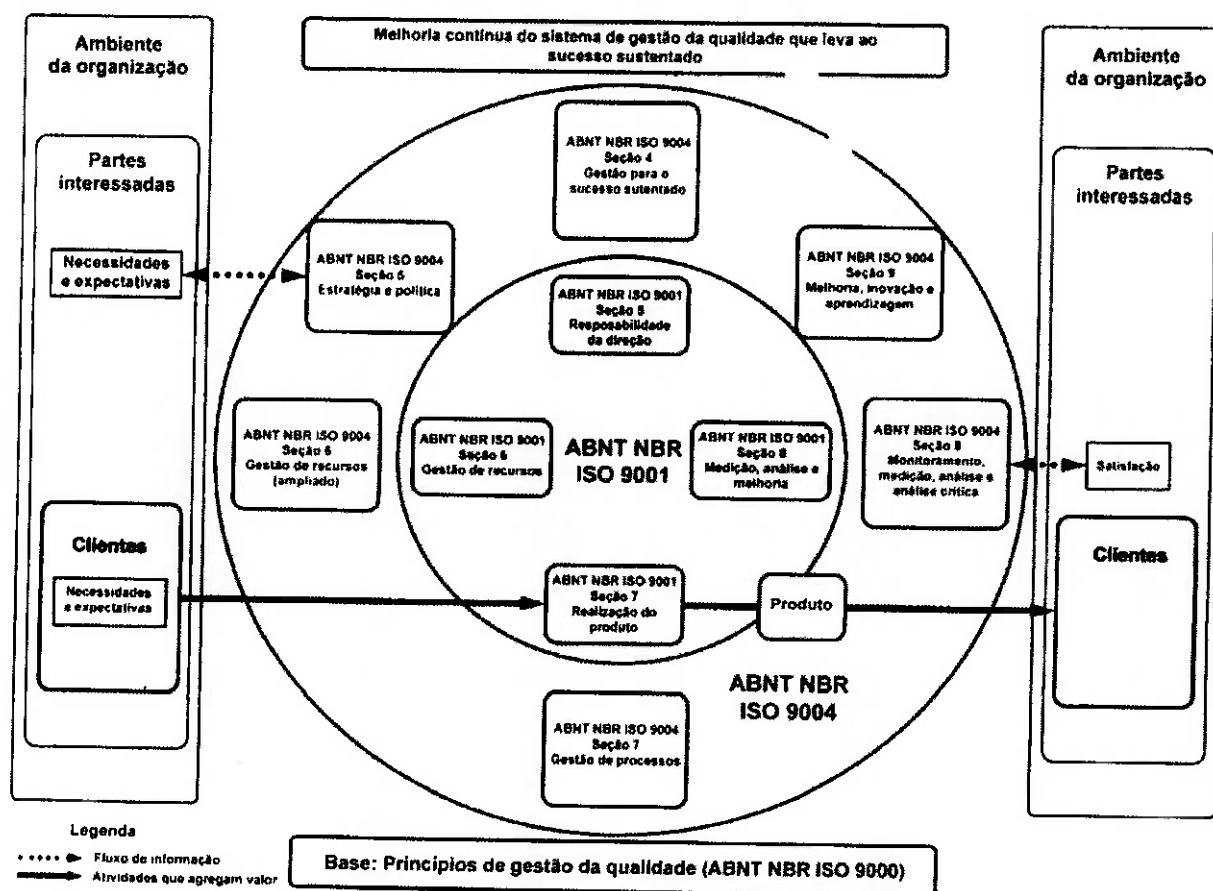 Melhoria contínua do sistema de gestão da qualidade que leva ao
sucesso sustentado
Ambiente
da organização
Partes
interessadas
Necessidades
e expectativas
Clientes
Necessidades
e expectativas
ABNT NBR ISO 9004
Seção 4
Gestão para o
sucesso sutentado
ABNT NBR ISO 9004
Seção 5
Estratégia e política
ABNT NBR ISO 9004
Seção 9
Melhoria, inovação e
aprendizagem
ABNT NBR ISO 9001
Seção 5
Resposabilidade
da direção
ABNT NBR ISO 9004
Seção 6
Gestão de recursos
(ampliado)
ABNT NBR ISO 9001
Seção 6
Gestão de recursos
ABNT NBR
ISO 9001
ABNT NBR ISO 9001
Seção 8
Medição, análise e
melhoria
ABNT NBR ISO 9004
Seção 8
Monitoramento,
medição, análise e
análise crítica
ABNT NBR ISO 9001
Seção 7
Realização do
produto
Produto
ABNT NBR
ISO 9004
ABNT NBR ISO 9004
Seção 7
Gestão de processos
Ambiente
da organização
Partes
interessadas
Satisfação
Clientes
Legenda
Fluxo de informação
Atividades que agregam valor
Base: Princípios de gestão da qualidade (ABNT NBR ISO 9000)